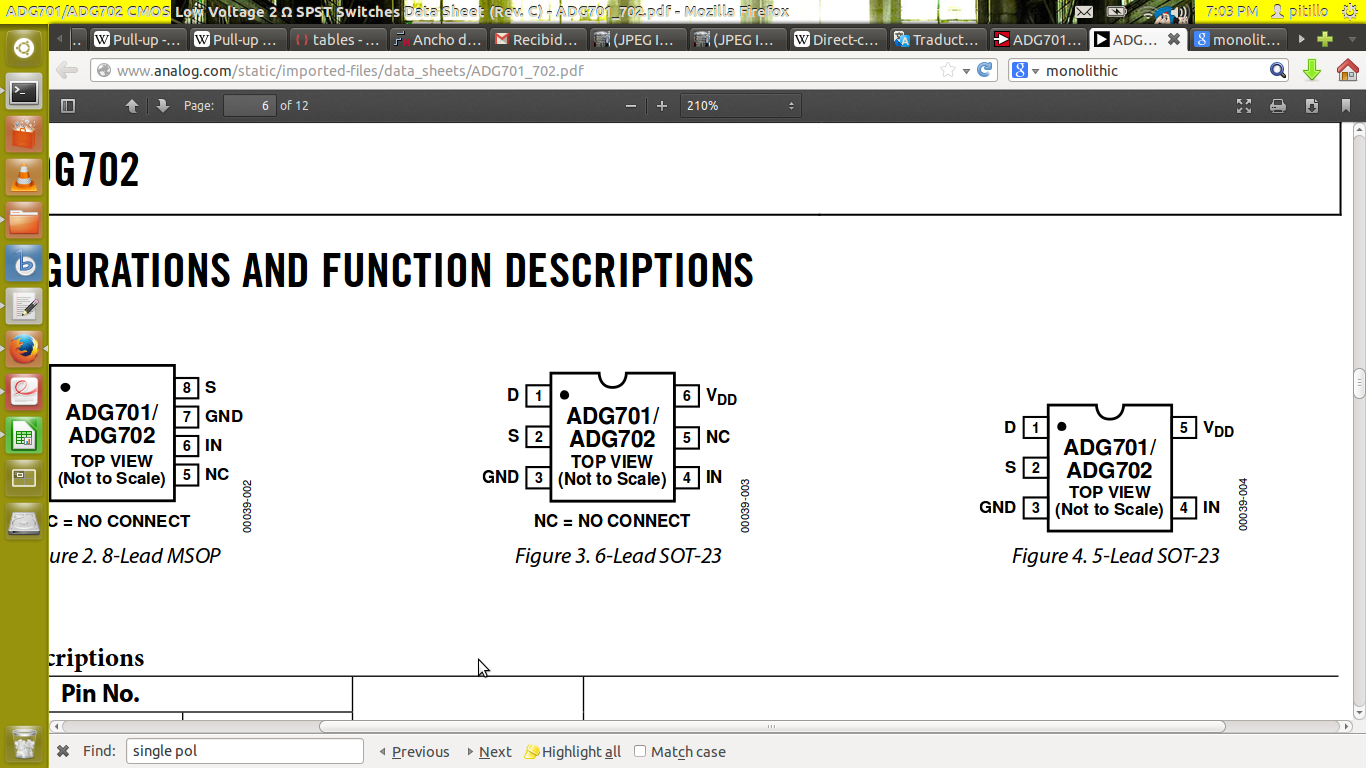 ADG701/ADG702 CMOS Low Voltage 2 Ω SPST Switches Data Sheet (Rev. C) - ADG701_702.pdf - Mozilla Firefox
7:03 PM pitillo
.. Pull-up -... Pull-up ... tables - ... Ancho d... Recibid... (JPEG I... (JPEG I... Direct-c... Traduct... ADG701... ADG... monolit...
www.analog.com/static/imported-files/data_sheets/ADG701_702.pdf
monolithic
Page: 6 of 12
210%
DG702
GURATIONS AND FUNCTION DESCRIPTIONS
ADG701/
ADG702
TOP VIEW
(Not to Scale)
8 S
7 GND
6 IN
5 NC
C = NO CONNECT
00039-002
ure 2. 8-Lead MSOP
D 1
S 2
GND 3
ADG701/
ADG702
TOP VIEW
(Not to Scale)
6 VDD
5 NC
4 IN
NC = NO CONNECT
00039-003
Figure 3. 6-Lead SOT-23
D 1
S 2
GND 3
ADG701/
ADG702
TOP VIEW
(Not to Scale)
5 VDD
4 IN
00039-004
Figure 4. 5-Lead SOT-23
criptions
Pin No.
Find: single pol Previous Next Highlight all Match case